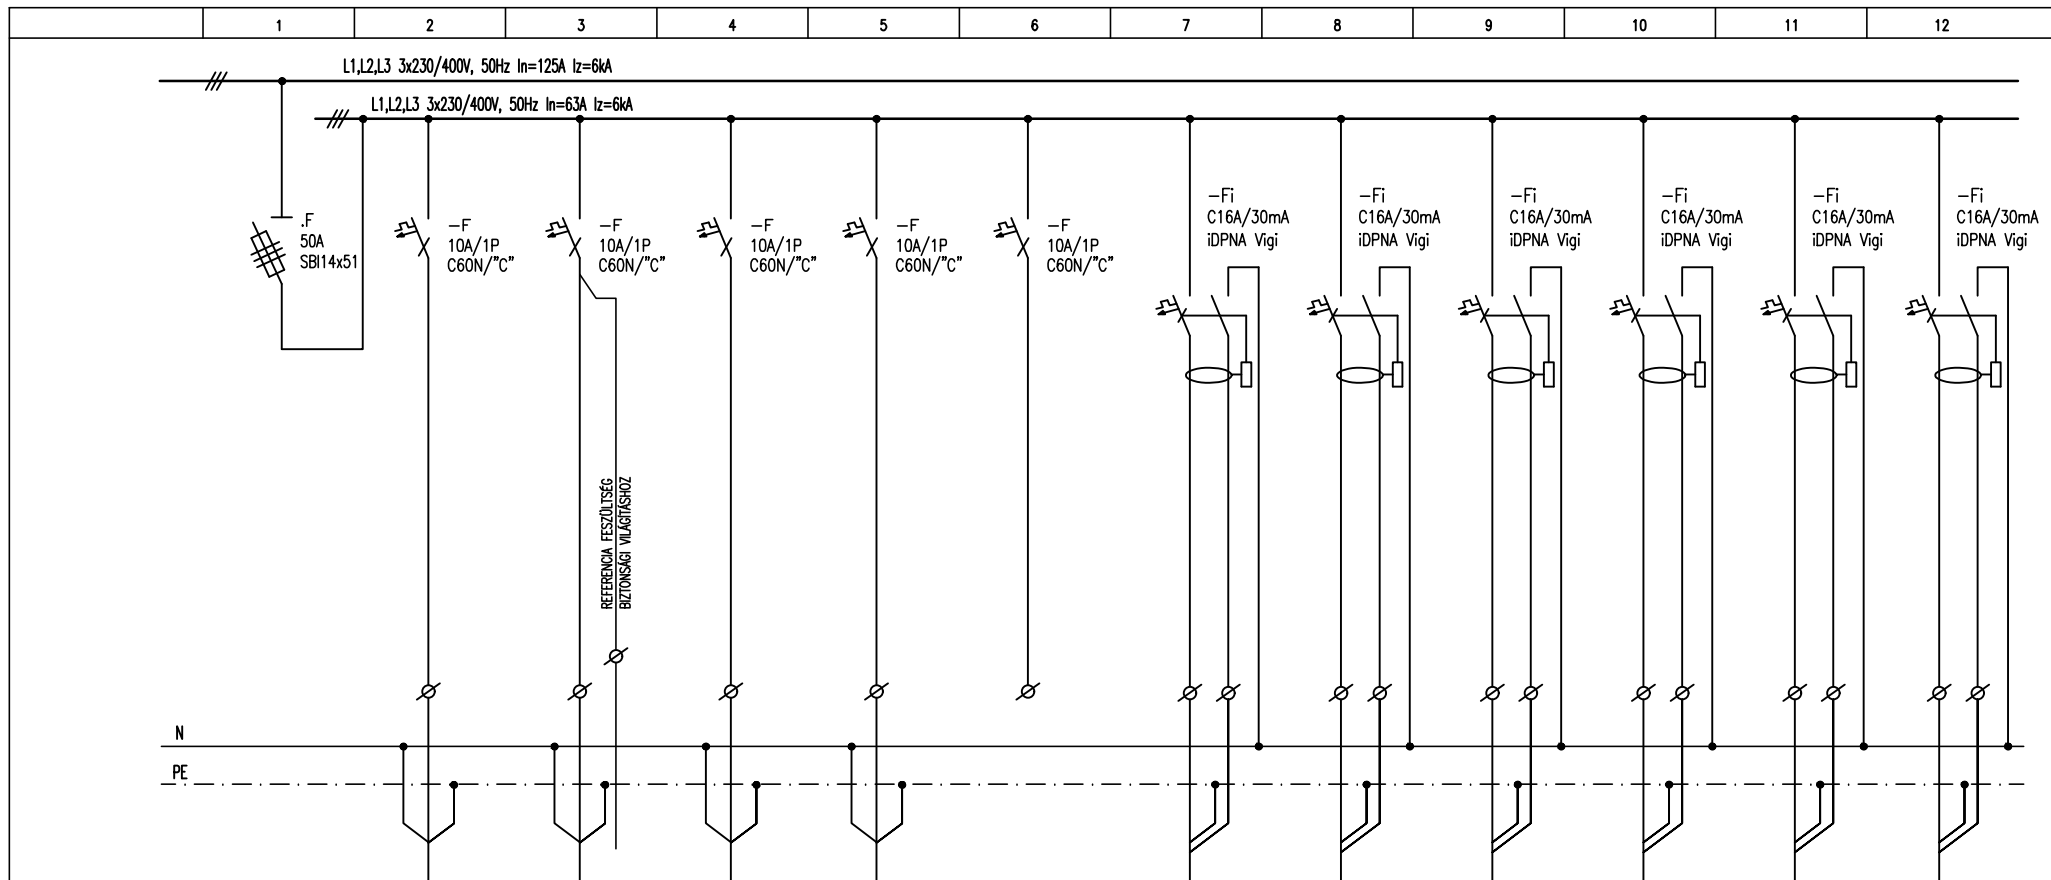 1 2 3 4 5 6 7 8 9 10 11 12
L1,L2,L3 3x230/400V, 50Hz In=125A Iz=6kA
L1,L2,L3 3x230/400V, 50Hz In=63A Iz=6kA
.F
50A
SBI14x51
–F
10A/1P
C60N/"C"
–F
10A/1P
C60N/"C"
–F
10A/1P
C60N/"C"
–F
10A/1P
C60N/"C"
–F
10A/1P
C60N/"C"
–Fi
C16A/30mA
iDPNA Vigi
–Fi
C16A/30mA
iDPNA Vigi
–Fi
C16A/30mA
iDPNA Vigi
–Fi
C16A/30mA
iDPNA Vigi
–Fi
C16A/30mA
iDPNA Vigi
–Fi
C16A/30mA
iDPNA Vigi
REFERENCIA FESZÜLTSÉG
BIZTONSÁGI VILÁGÍTÁSHOZ
N
PE